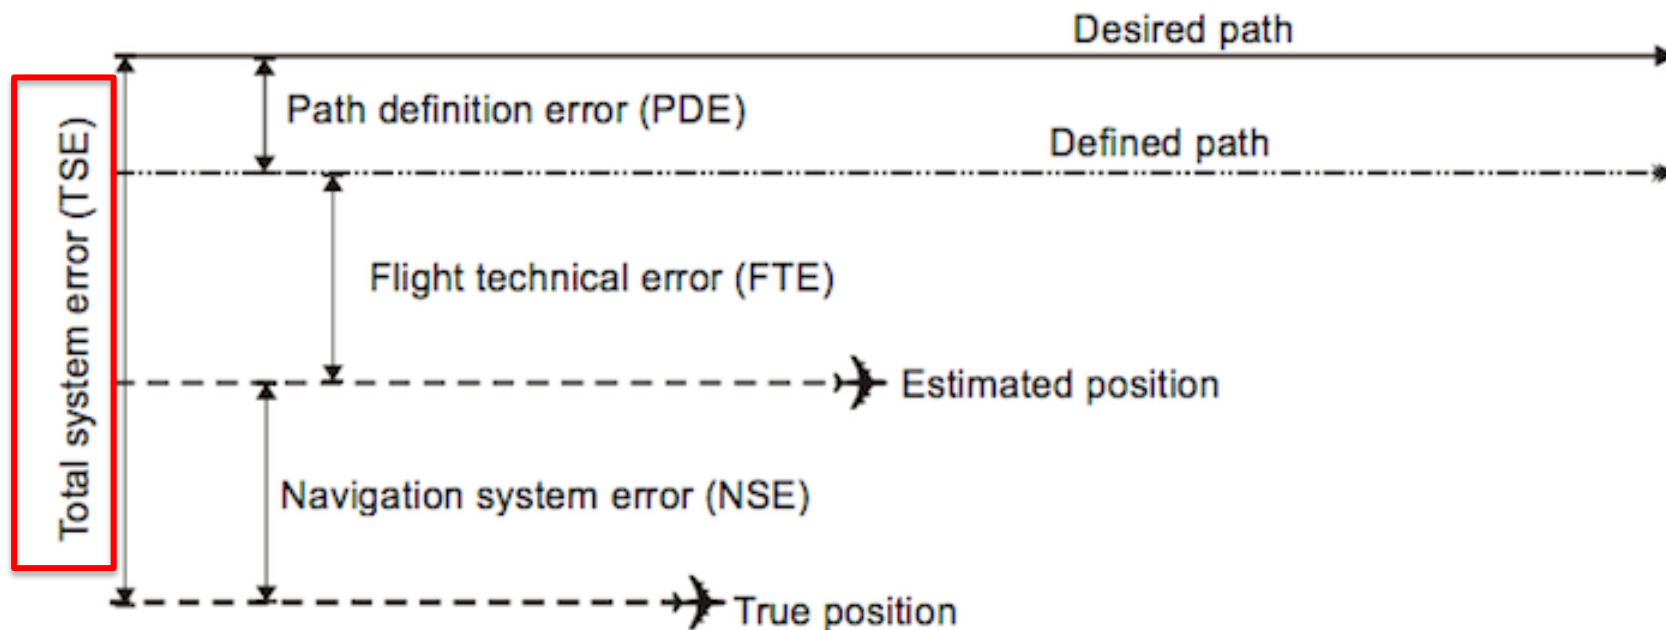 Desired path
Path definition error (PDE)
Defined path
Total system error (TSE)
Flight technical error (FTE)
Estimated position
Navigation system error (NSE)
True position